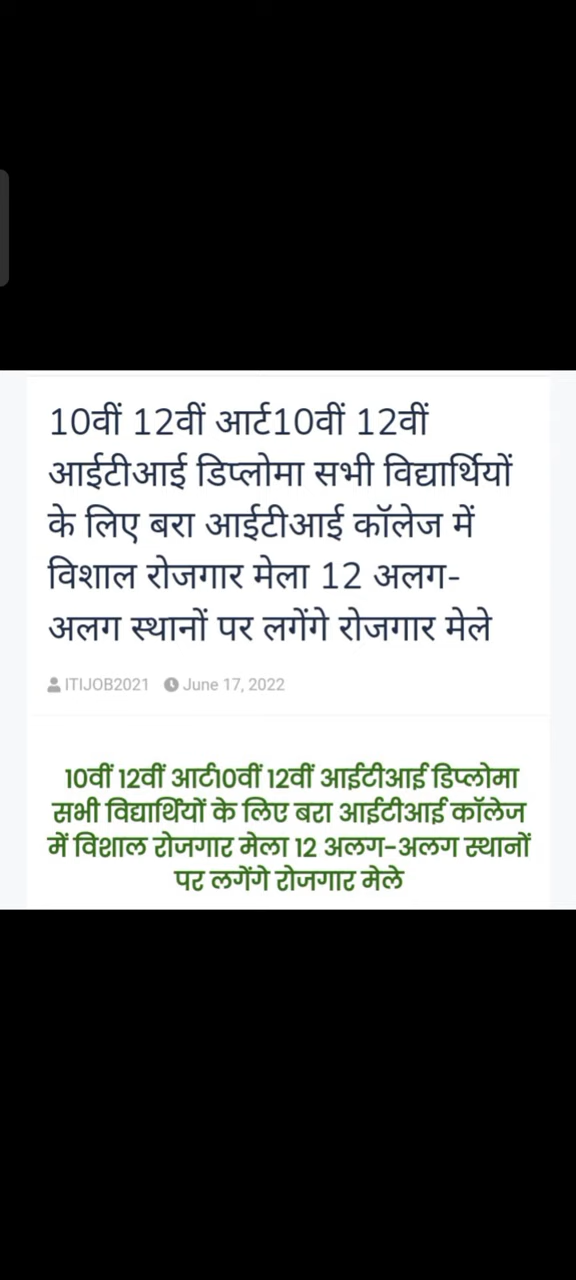 10वीं 12वीं आर्ट10वीं 12वीं
आईटीआई डिप्लोमा सभी विद्यार्थियों
के लिए बरा आईटीआई कॉलेज में
विशाल रोजगार मेला 12 अलग-
अलग स्थानों पर लगेंगे रोजगार मेले
ITIJOB2021 June 17, 2022
10वीं 12वीं आर्ट10वीं 12वीं आईटीआई डिप्लोमा
सभी विद्यार्थियों के लिए बरा आईटीआई कॉलेज
में विशाल रोजगार मेला 12 अलग-अलग स्थानों
पर लगेंगे रोजगार मेले